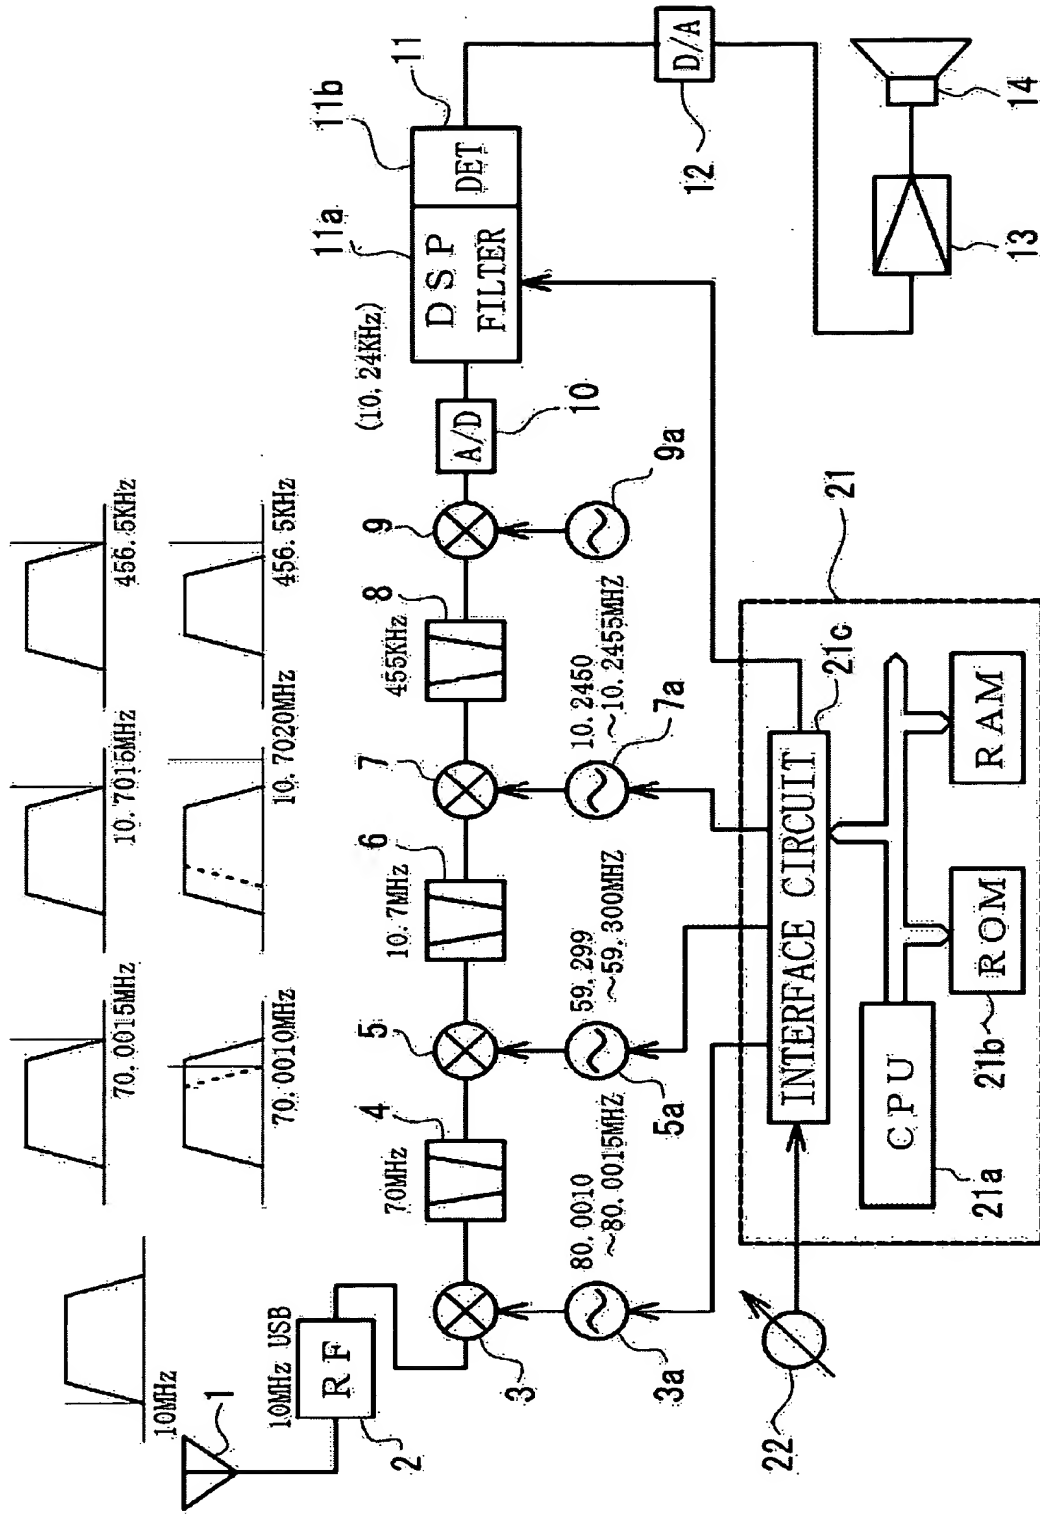 10MHz
70.0015MHz
10.7015MHz
456.5KHz
70.0010MHz
10.7020MHz
456.5KHz
1
10MHz USB
RF
2
3
70MHz
4
5
10.7MHz
6
7
455KHz
8
9
A/D
10
(10.24KHz)
11a
11b
11
DSP
FILTER
DET
D/A
12
3a
80.0010
~80.0015MHZ
5a
59.299
~59.300MHZ
7a
10.2450
~10.2455MHZ
9a
13
14
22
INTERFACE CIRCUIT
21c
21
CPU
21a
ROM
21b
RAM